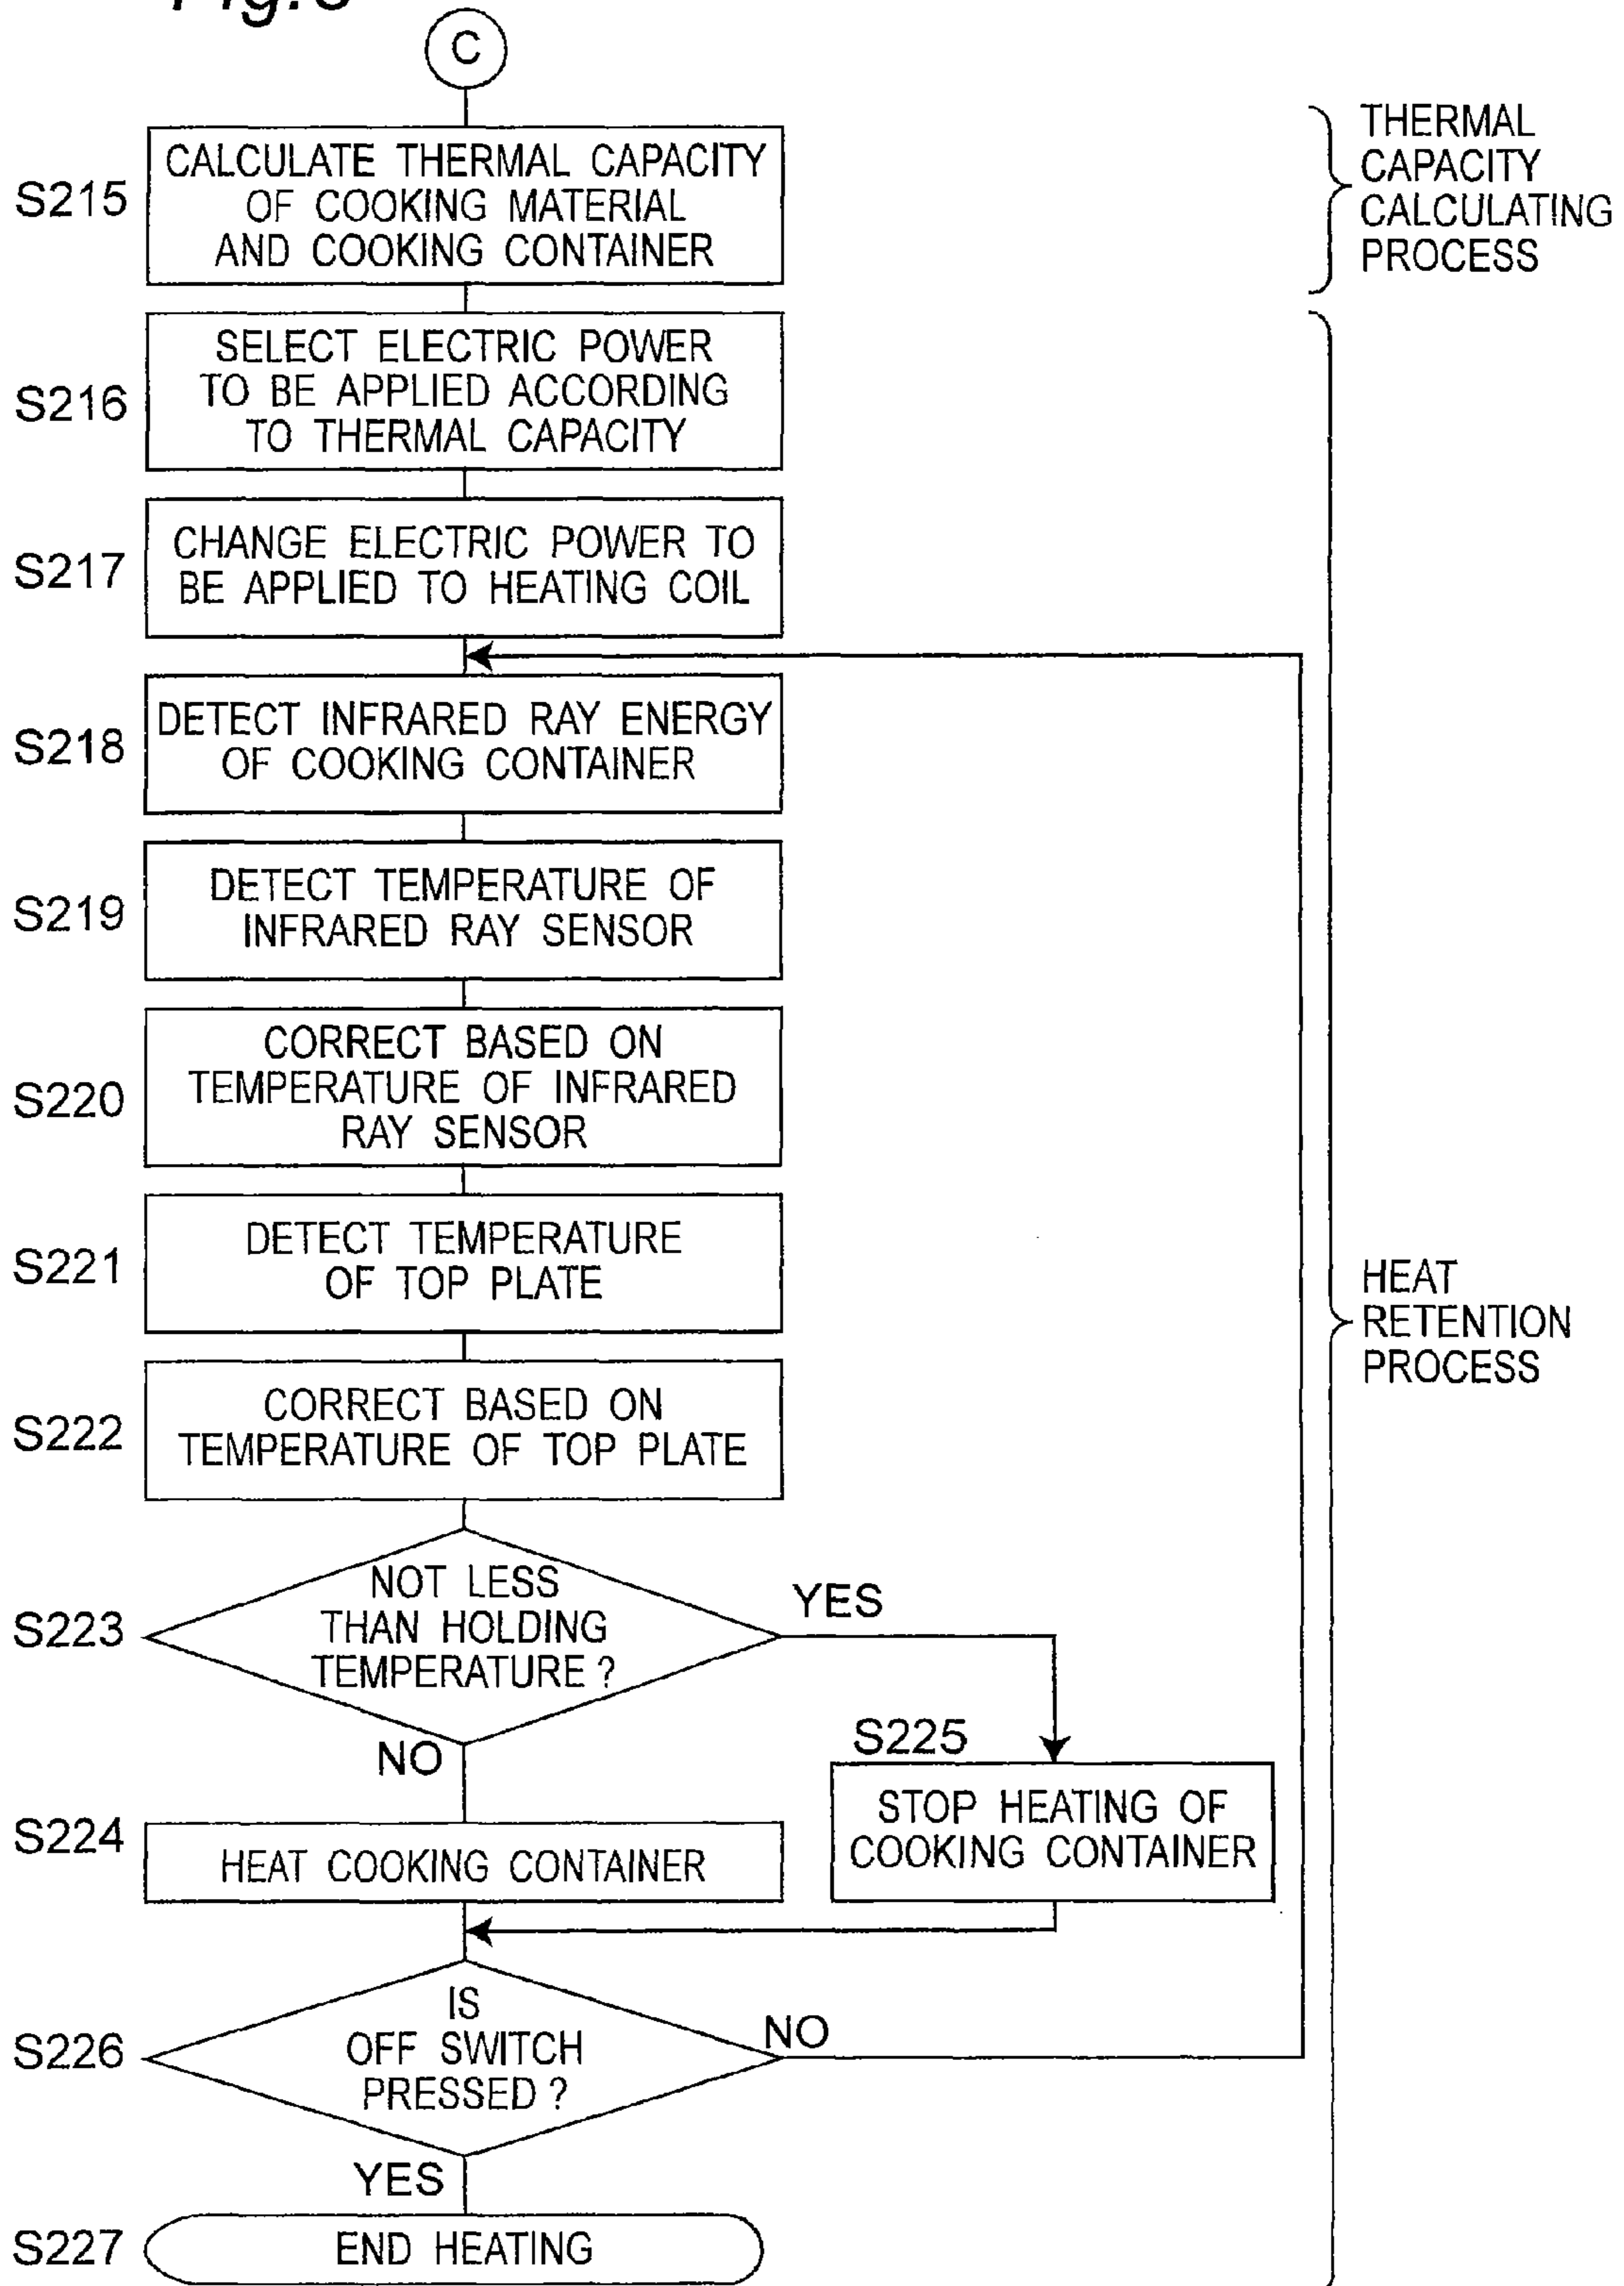 C
S215
CALCULATE THERMAL CAPACITY
OF COOKING MATERIAL
AND COOKING CONTAINER
THERMAL
CAPACITY
CALCULATING
PROCESS
S216
SELECT ELECTRIC POWER
TO BE APPLIED ACCORDING
TO THERMAL CAPACITY
S217
CHANGE ELECTRIC POWER TO
BE APPLIED TO HEATING COIL
S218
DETECT INFRARED RAY ENERGY
OF COOKING CONTAINER
S219
DETECT TEMPERATURE OF
INFRARED RAY SENSOR
S220
CORRECT BASED ON
TEMPERATURE OF INFRARED
RAY SENSOR
S221
DETECT TEMPERATURE
OF TOP PLATE
HEAT
RETENTION
PROCESS
S222
CORRECT BASED ON
TEMPERATURE OF TOP PLATE
S223
NOT LESS
THAN HOLDING
TEMPERATURE ?
YES
NO
S225
STOP HEATING OF
COOKING CONTAINER
S224
HEAT COOKING CONTAINER
S226
IS
OFF SWITCH
PRESSED ?
NO
YES
S227
END HEATING